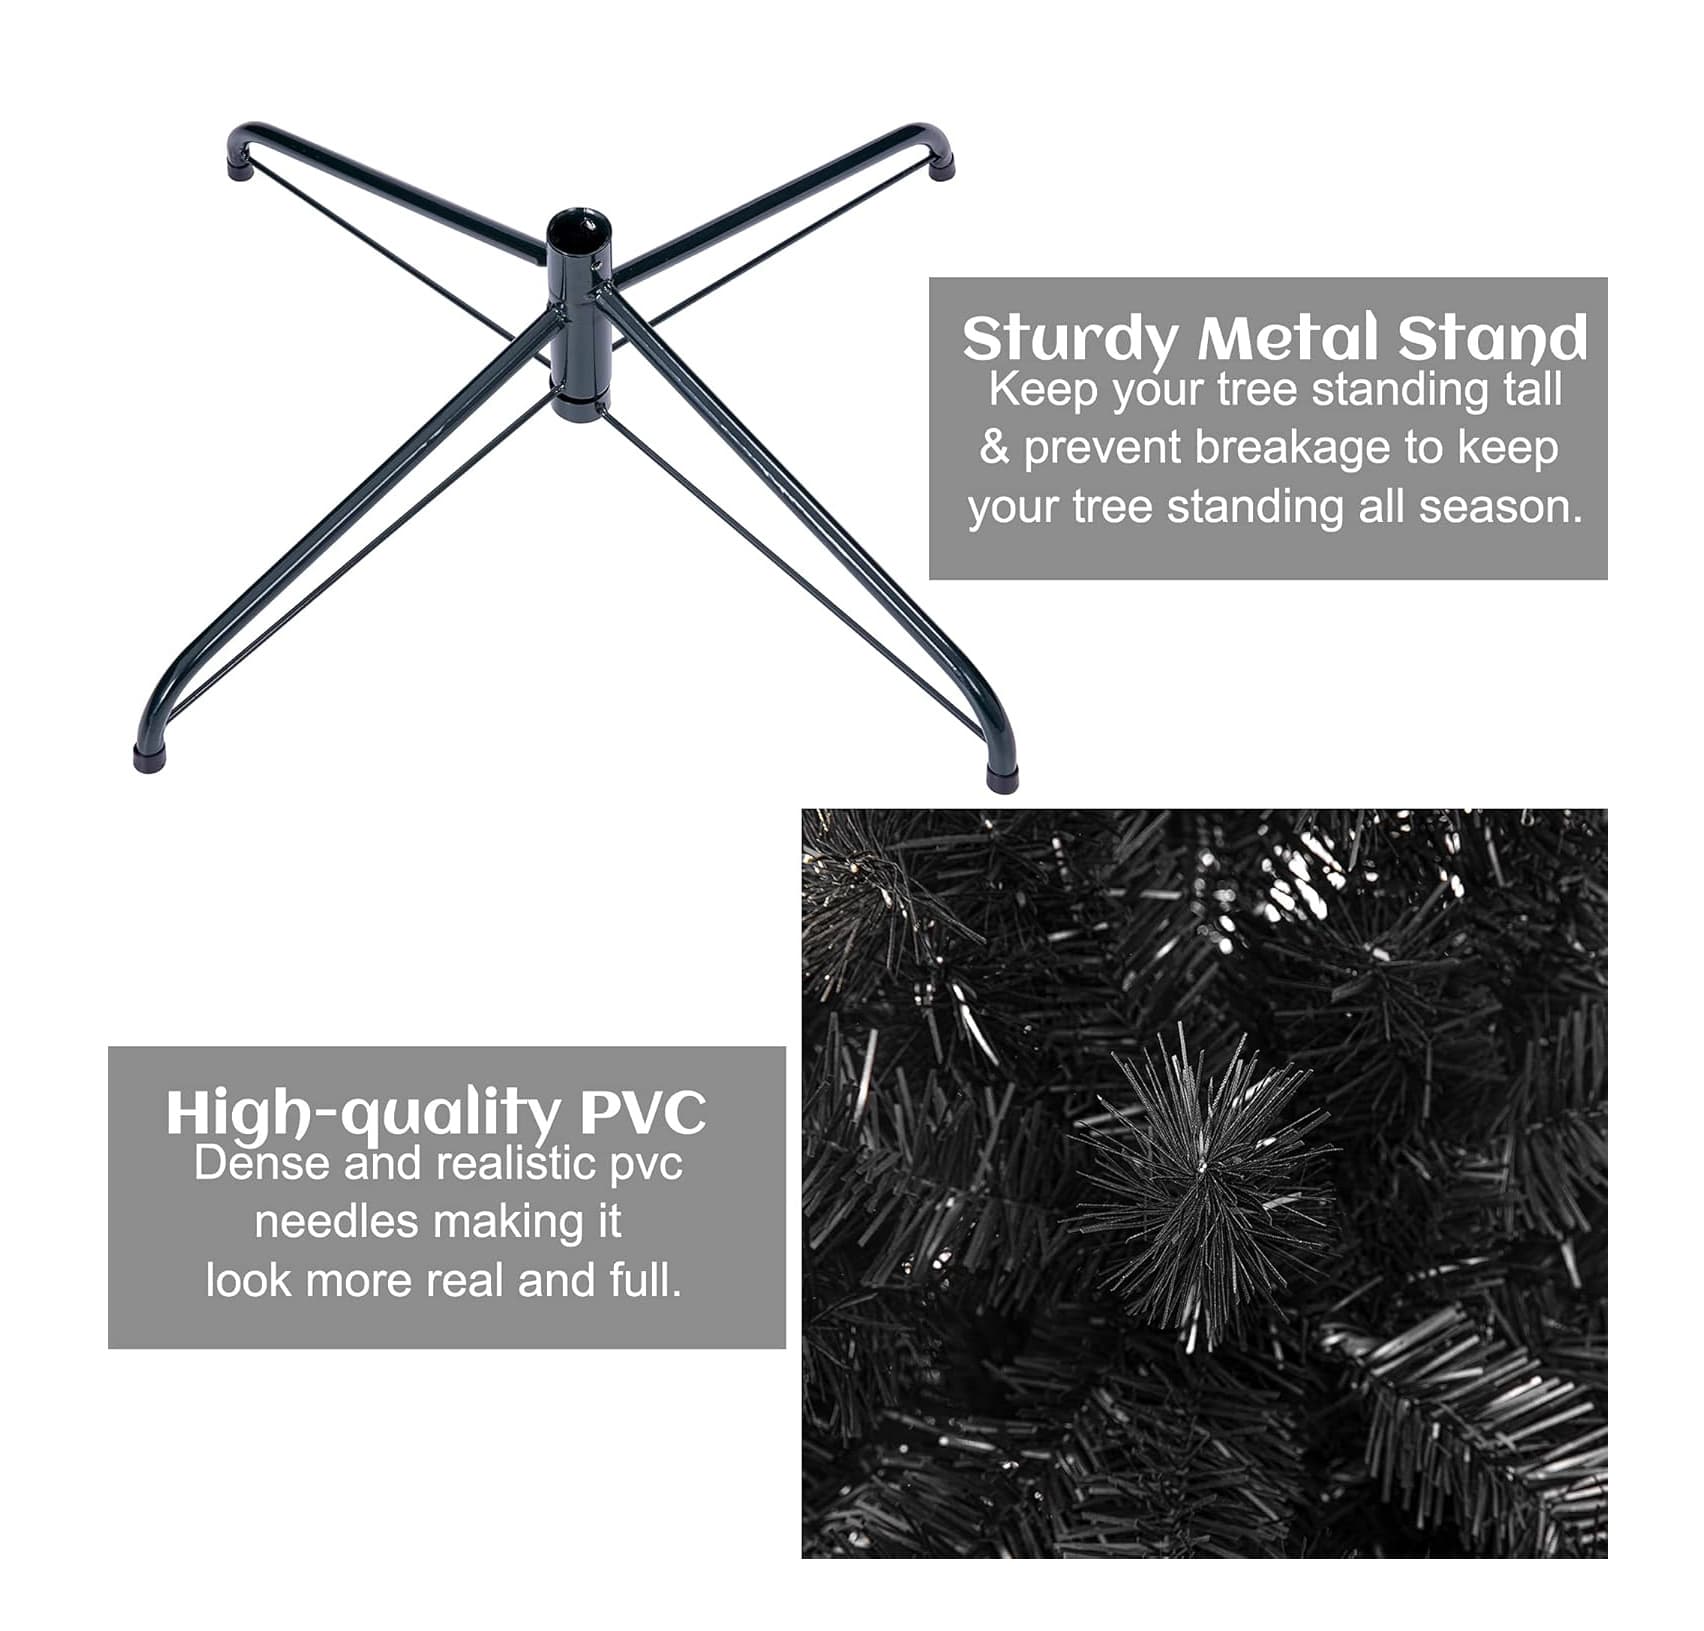 Sturdy Metal Stand
Keep your tree standing tall
& prevent breakage to keep
your tree standing all season.
High-quality PVC
Dense and realistic pvc
needles making it
look more real and full.